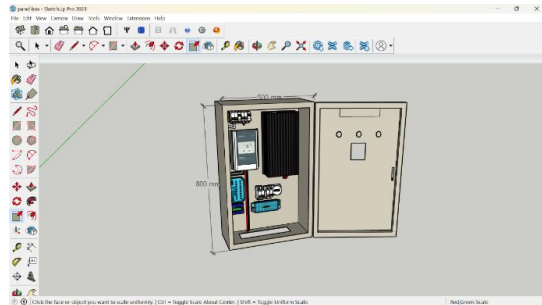 panel box - SketchUp Pro 2023
File Edit View Camera Draw Tools Window Extensions Help
500 mm
800 mm
Click the face or object you want to scale uniformly. | Ctrl = Toggle Scale About Center. | Shift = Toggle Uniform Scale.
Red,Green Scale